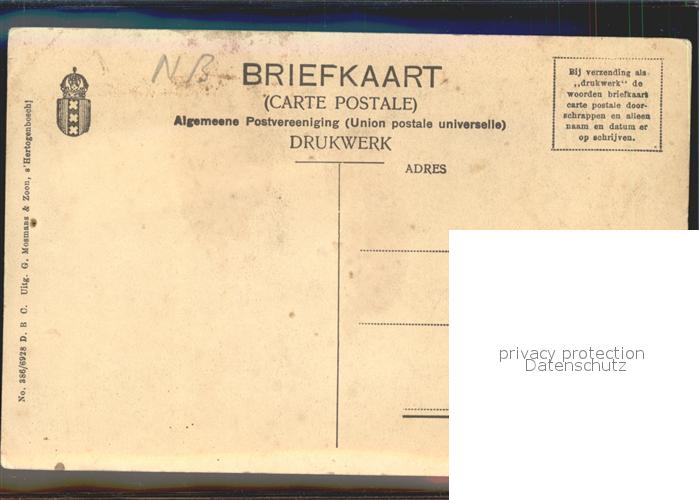 NB
BRIEFKAART
(CARTE POSTALE)
Algemeene Postvereeniging (Union postale universelle)
DRUKWERK
Bij verzending als
„drukwerk“ de
woorden briefkaart
carte postale door-
schrappen en alleen
naam en datum er
op schrijven.
ADRES
No. 386/6928 D. B C. Uitg. G. Mosmans & Zoon, s'Hertogenbosch]
privacy protection
Datenschutz